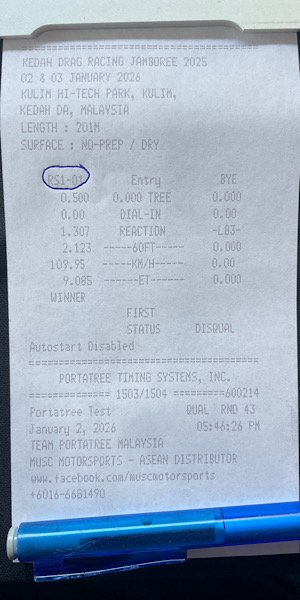 KEDAH DRAG RACING JAMBOREE 2025
02 & 03 JANUARY 2026
KULIM HI-TECH PARK, KULIM,
KEDAH DA, MALAYSIA
LENGTH : 201M
SURFACE : NO-PREP / DRY
RS1-01 Entry BYE
0.500 0.000 TREE 0.000
0.00 DIAL-IN 0.00
1.307 REACTION -LB3-
2.123 -----60FT----- 0.000
109.95 -----KM/H----- 0.00
9.085 ------ET------ 0.000
WINNER
FIRST
STATUS DISQUAL
Autostart Disabled
PORTATREE TIMING SYSTEMS, INC.
============= 1503/1504 =========600214
Portatree Test QUAL RND 43
January 2, 2026 05:46:26 PM
TEAM PORTATREE MALAYSIA
MUSC MOTORSPORTS - ASEAN DISTRIBUTOR
www.facebook.com/muscmotorsports
+6016-6681490